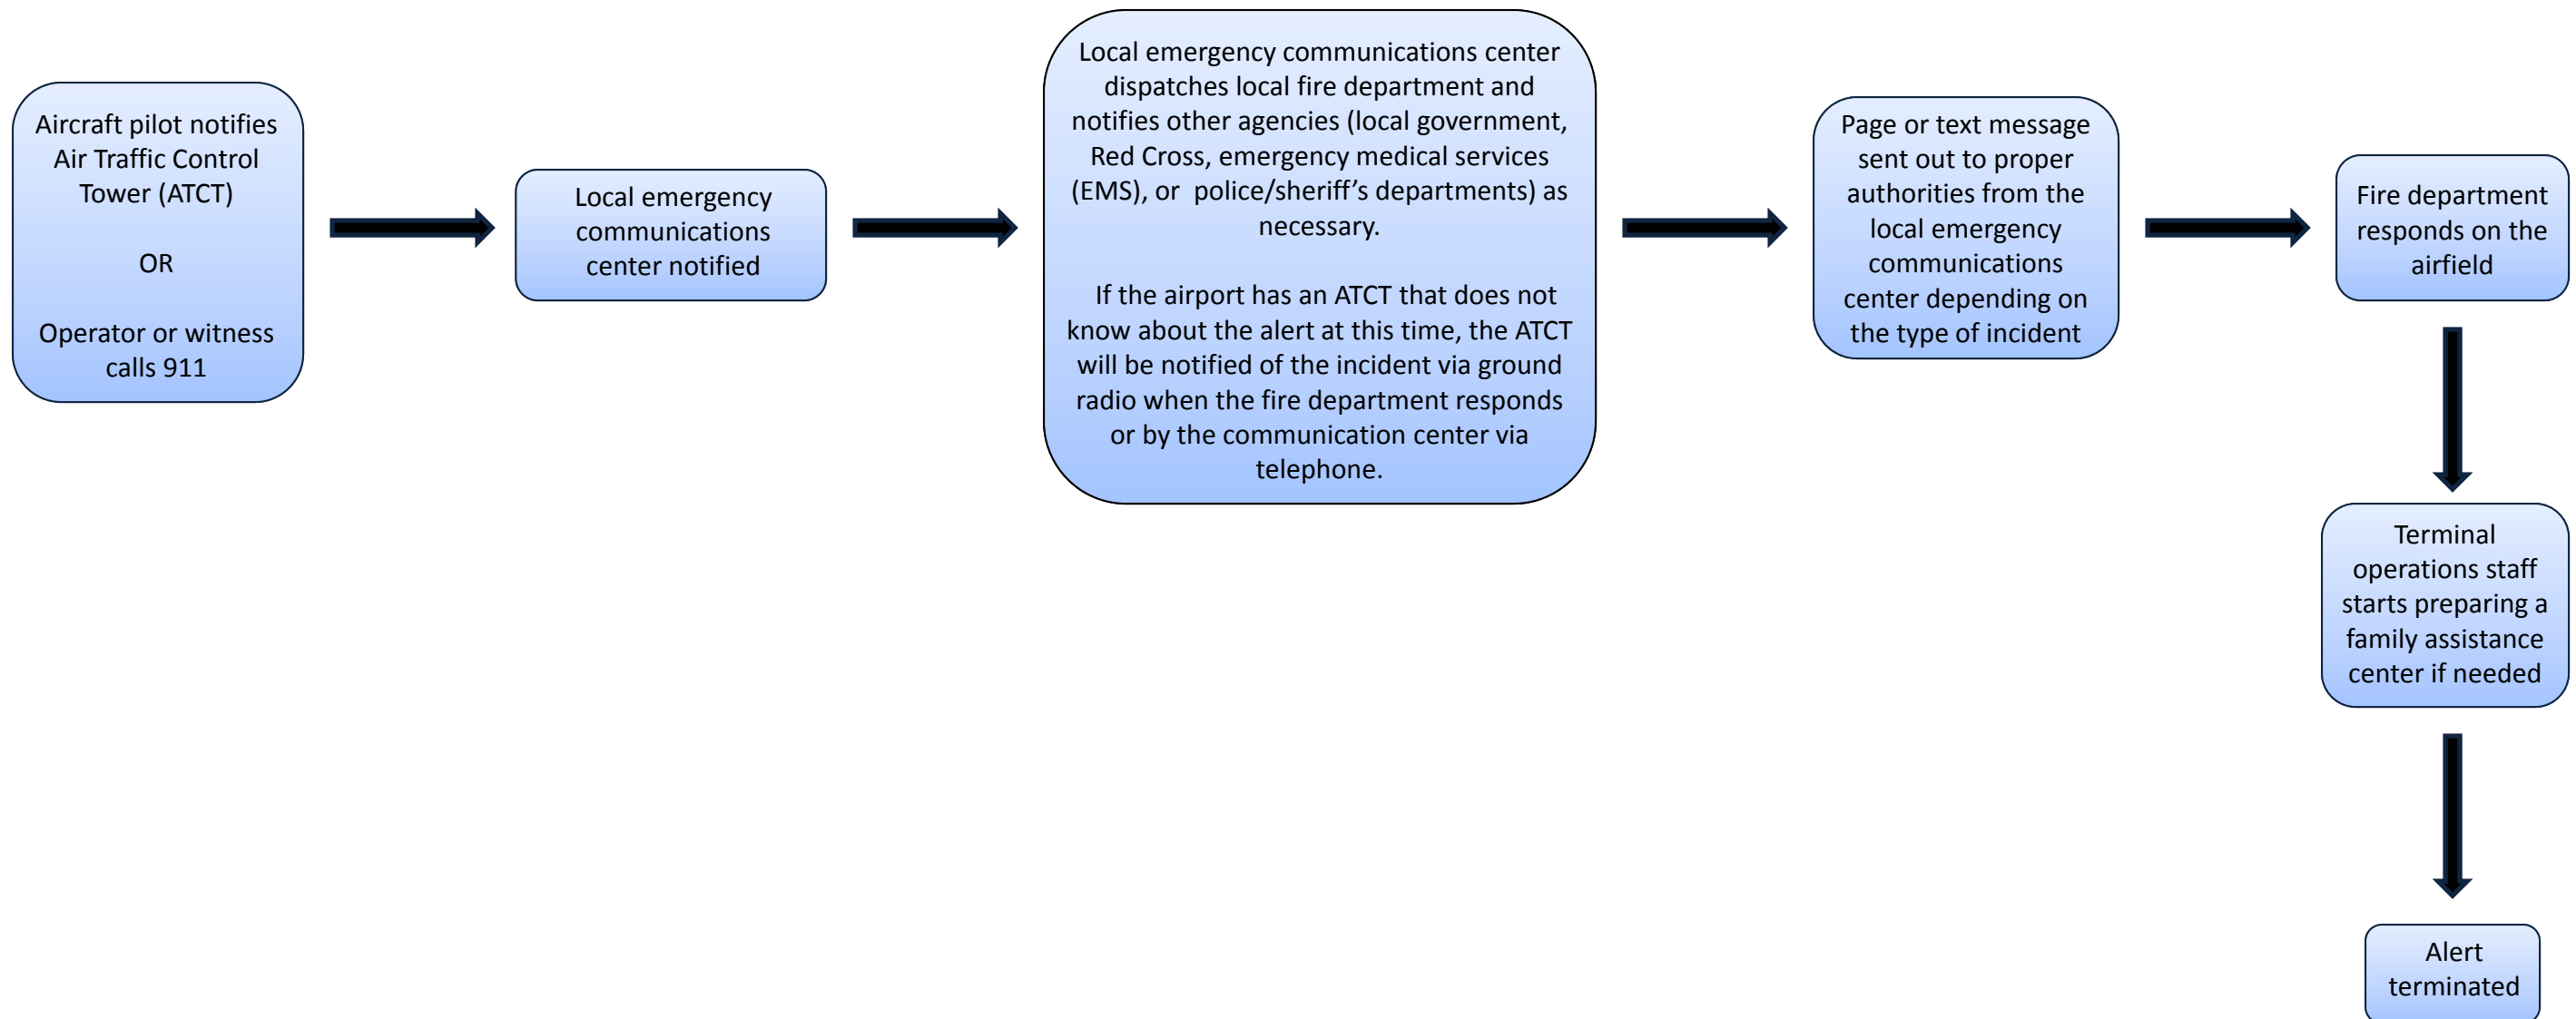 Aircraft pilot notifies
Air Traffic Control
Tower (ATCT)
OR
Operator or witness
calls 911
Local emergency
communications
center notified
Local emergency communications center
dispatches local fire department and
notifies other agencies (local government,
Red Cross, emergency medical services
(EMS), or police/sheriff’s departments) as
necessary.
If the airport has an ATCT that does not
know about the alert at this time, the ATCT
will be notified of the incident via ground
radio when the fire department responds
or by the communication center via
telephone.
Page or text message
sent out to proper
authorities from the
local emergency
communications
center depending on
the type of incident
Fire department
responds on the
airfield
Terminal
operations staff
starts preparing a
family assistance
center if needed
Alert
terminated